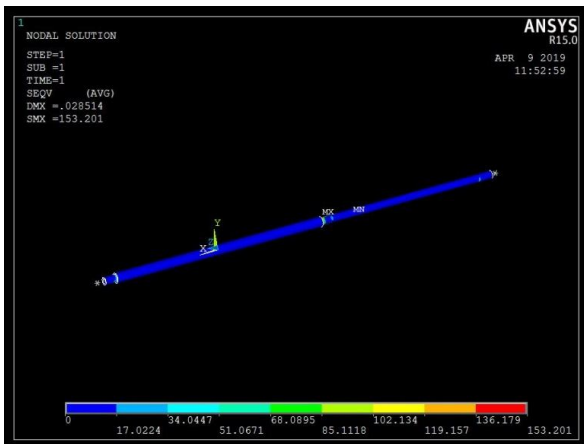 1
NODAL SOLUTION
ANSYS
R15.0
STEP=1
SUB =1
TIME=1
SEQV (AVG)
DMX =.028514
SMX =153.201
APR 9 2019
11:52:59
MX MN
Y
Z
X
0 34.0447 68.0895 102.134 136.179
17.0224 51.0671 85.1118 119.157 153.201